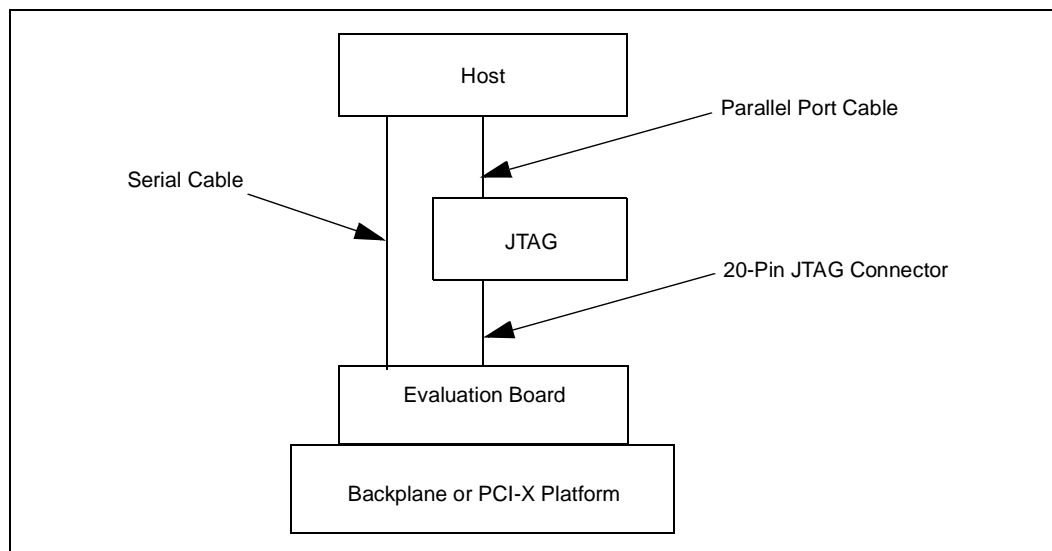 Host
Parallel Port Cable
Serial Cable
JTAG
20-Pin JTAG Connector
Evaluation Board
Backplane or PCI-X Platform